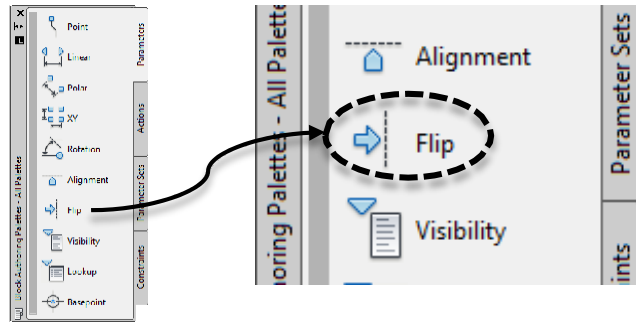 Point
Linear
Polar
XY
Rotation
Alignment
Flip
Visibility
Lookup
Basepoint
Parameters
Actions
Parameter Sets
Constraints
Block Authoring Palettes - All Palettes
Alignment
Flip
Visibility
horing Palettes - All Palette
Parameter Sets
ints